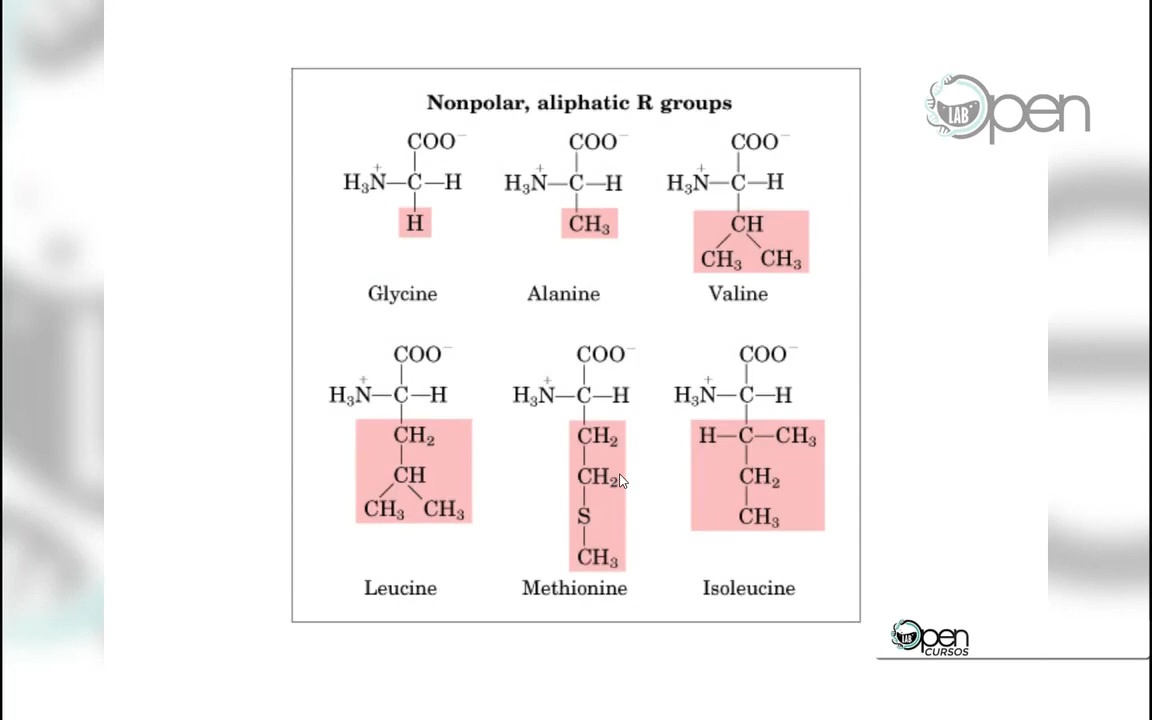 Nonpolar, aliphatic R groups
COO⁻ COO⁻ COO⁻
H₃N⁺—C—H H₃N⁺—C—H H₃N⁺—C—H
H CH₃ CH
CH₃ CH₃
Glycine Alanine Valine
COO⁻ COO⁻ COO⁻
H₃N⁺—C—H H₃N⁺—C—H H₃N⁺—C—H
CH₂ CH₂ H—C—CH₃
CH CH₂ CH₂
CH₃ CH₃ S CH₃
CH₃
Leucine Methionine Isoleucine
Open
LAB
Open
LAB
CURSOS